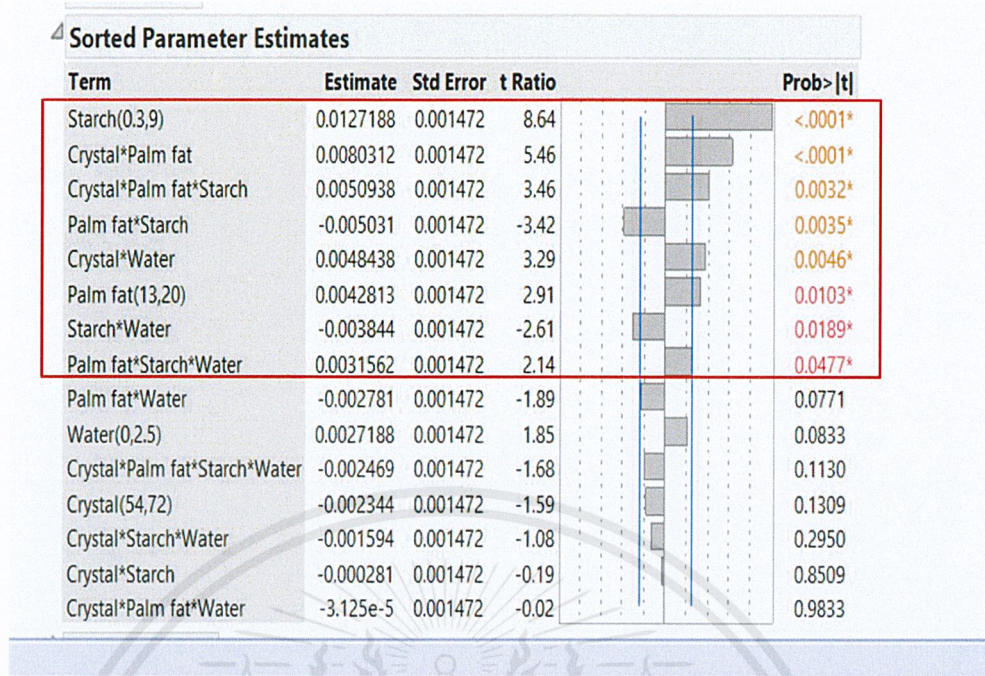 Sorted Parameter Estimates
Term Estimate Std Error t Ratio Prob>|t|
Starch(0.3,9) 0.0127188 0.001472 8.64 <.0001*
Crystal*Palm fat 0.0080312 0.001472 5.46 <.0001*
Crystal*Palm fat*Starch 0.0050938 0.001472 3.46 0.0032*
Palm fat*Starch -0.005031 0.001472 -3.42 0.0035*
Crystal*Water 0.0048438 0.001472 3.29 0.0046*
Palm fat(13,20) 0.0042813 0.001472 2.91 0.0103*
Starch*Water -0.003844 0.001472 -2.61 0.0189*
Palm fat*Starch*Water 0.0031562 0.001472 2.14 0.0477*
Palm fat*Water -0.002781 0.001472 -1.89 0.0771
Water(0,2.5) 0.0027188 0.001472 1.85 0.0833
Crystal*Palm fat*Starch*Water -0.002469 0.001472 -1.68 0.1130
Crystal(54,72) -0.002344 0.001472 -1.59 0.1309
Crystal*Starch*Water -0.001594 0.001472 -1.08 0.2950
Crystal*Starch -0.000281 0.001472 -0.19 0.8509
Crystal*Palm fat*Water -3.125e-5 0.001472 -0.02 0.9833